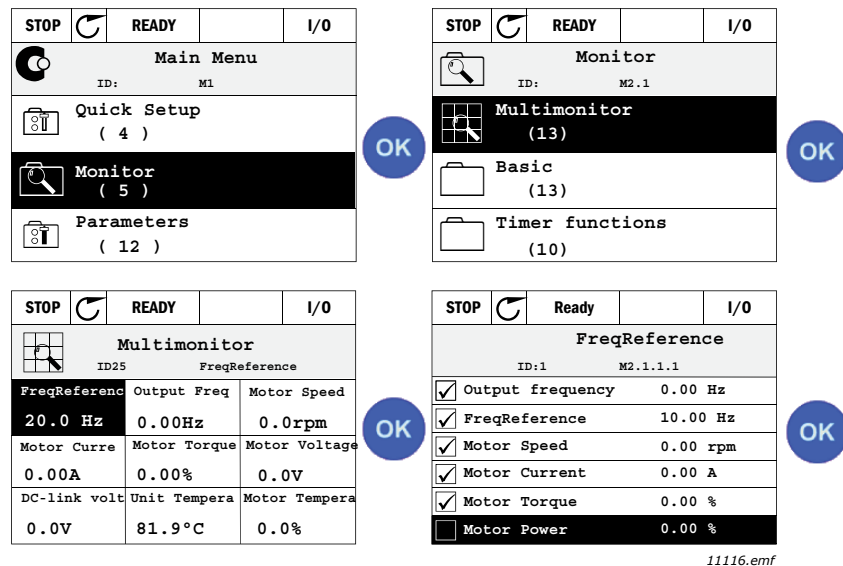 STOP READY I/O
Main Menu
ID: M1
Quick Setup
( 4 )
Monitor
( 5 )
Parameters
( 12 )
OK
STOP READY I/O
Monitor
ID: M2.1
Multimonitor
(13)
Basic
(13)
Timer functions
(10)
OK
STOP READY I/O
Multimonitor
ID25 FreqReference
FreqReferenc Output Freq Motor Speed
20.0 Hz 0.00Hz 0.0rpm
Motor Curre Motor Torque Motor Voltage
0.00A 0.00% 0.0V
DC-link volt Unit Tempera Motor Tempera
0.0V 81.9°C 0.0%
OK
STOP Ready I/O
FreqReference
ID:1 M2.1.1.1
Output frequency 0.00 Hz
FreqReference 10.00 Hz
Motor Speed 0.00 rpm
Motor Current 0.00 A
Motor Torque 0.00 %
Motor Power 0.00 %
OK
11116.emf